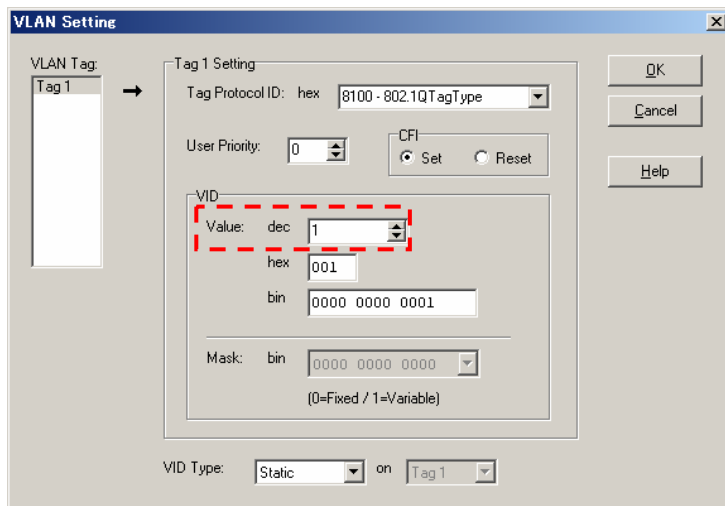 VLAN Setting
VLAN Tag:
Tag 1
Tag 1 Setting
Tag Protocol ID: hex 8100 - 802.1QTagType
User Priority: 0
CFI
Set Reset
VID
Value: dec 1
hex 001
bin 0000 0000 0001
Mask: bin 0000 0000 0000
(0=Fixed / 1=Variable)
VID Type: Static on Tag 1
OK
Cancel
Help